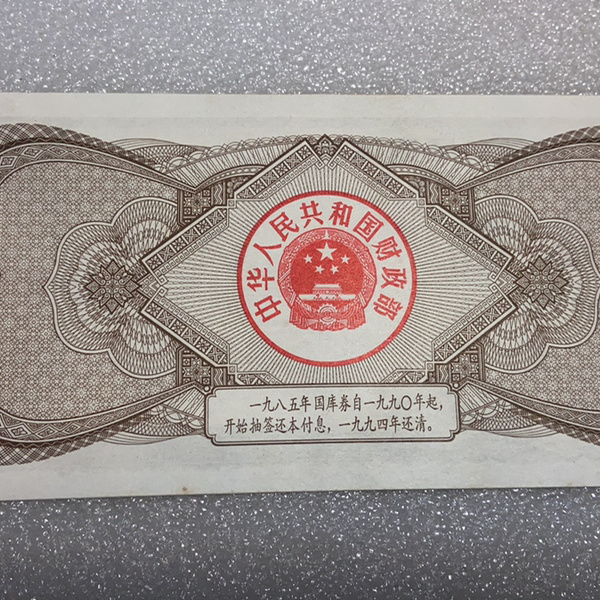 中华人民共和国财政部
一九八五年国库券自一九九〇年起，
开始抽签还本付息，一九九四年还清。